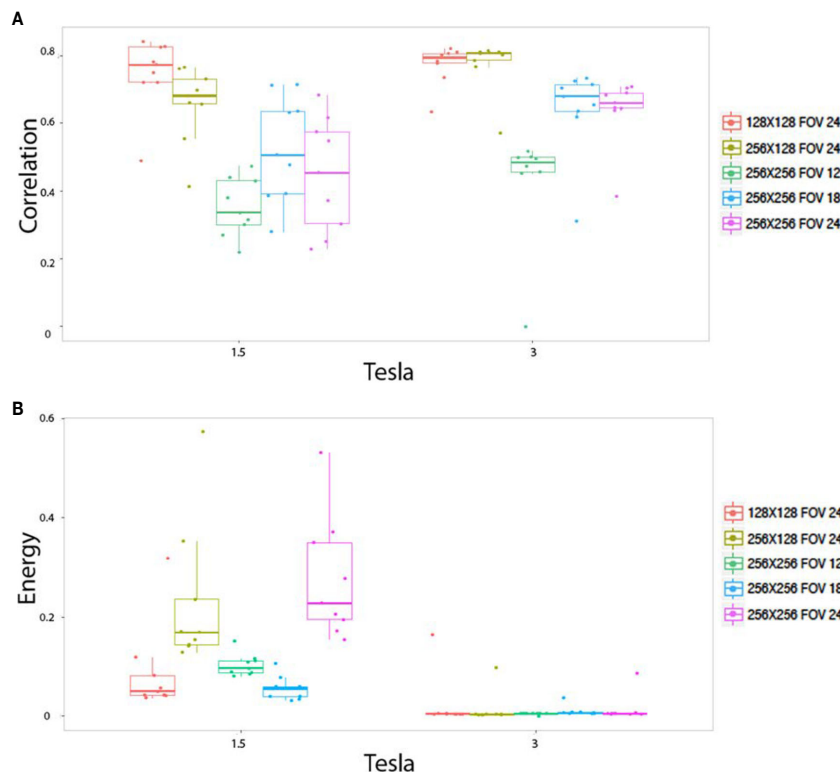 A
0.8
0.6
0.4
0.2
0
Correlation
1.5
3
Tesla
128X128 FOV 24
256X128 FOV 24
256X256 FOV 12
256X256 FOV 18
256X256 FOV 24
B
0.6
0.4
0.2
0
Energy
1.5
3
Tesla
128X128 FOV 24
256X128 FOV 24
256X256 FOV 12
256X256 FOV 18
256X256 FOV 24